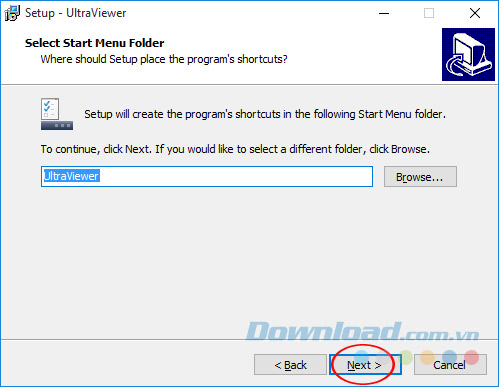 Setup - UltraViewer
Select Start Menu Folder
Where should Setup place the program's shortcuts?
Setup will create the program's shortcuts in the following Start Menu folder.
To continue, click Next. If you would like to select a different folder, click Browse.
UltraViewer
Browse...
Download.com.vn
< Back
Next >
Cancel